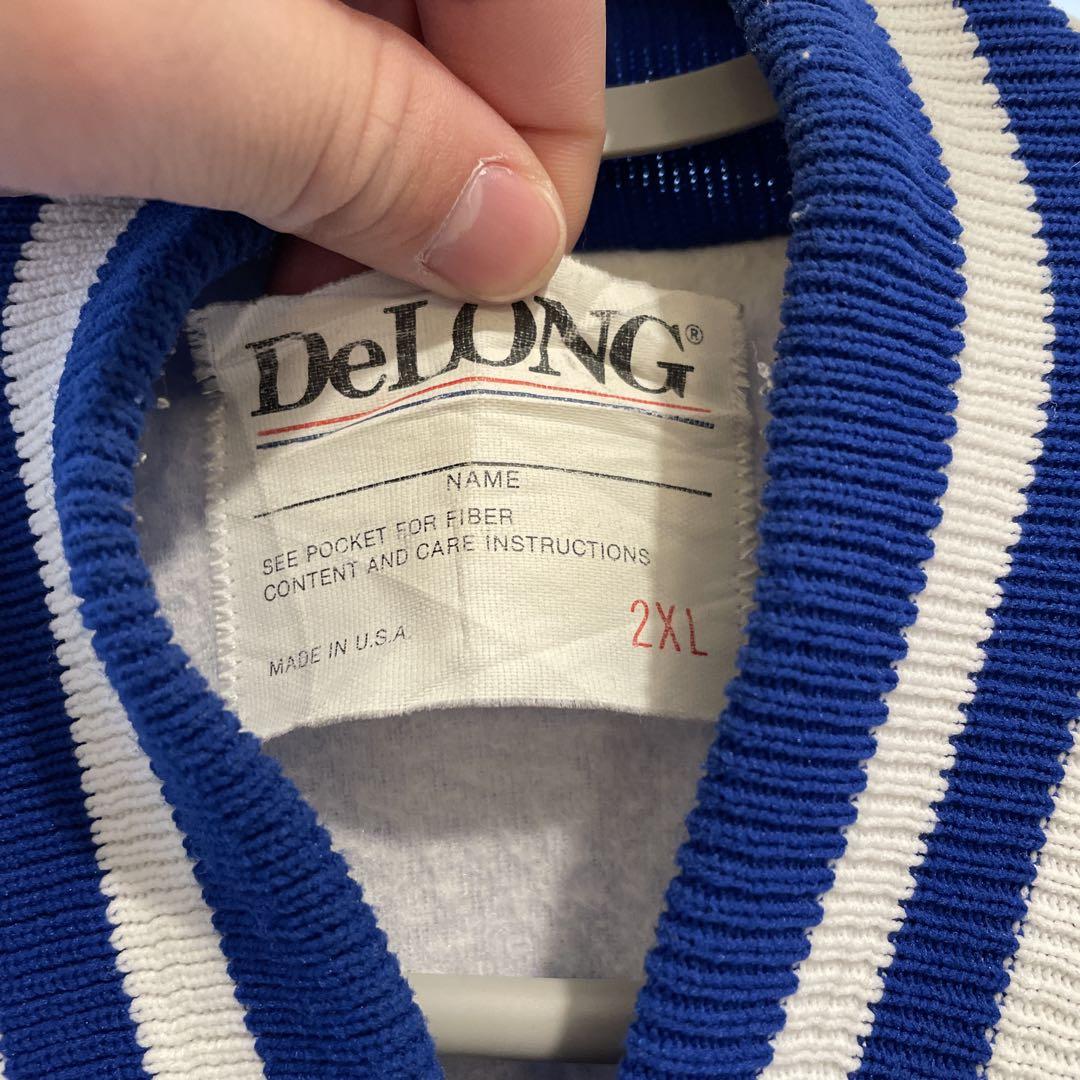 DeLONG®
NAME
SEE POCKET FOR FIBER
CONTENT AND CARE INSTRUCTIONS
MADE IN U.S.A.
2XL